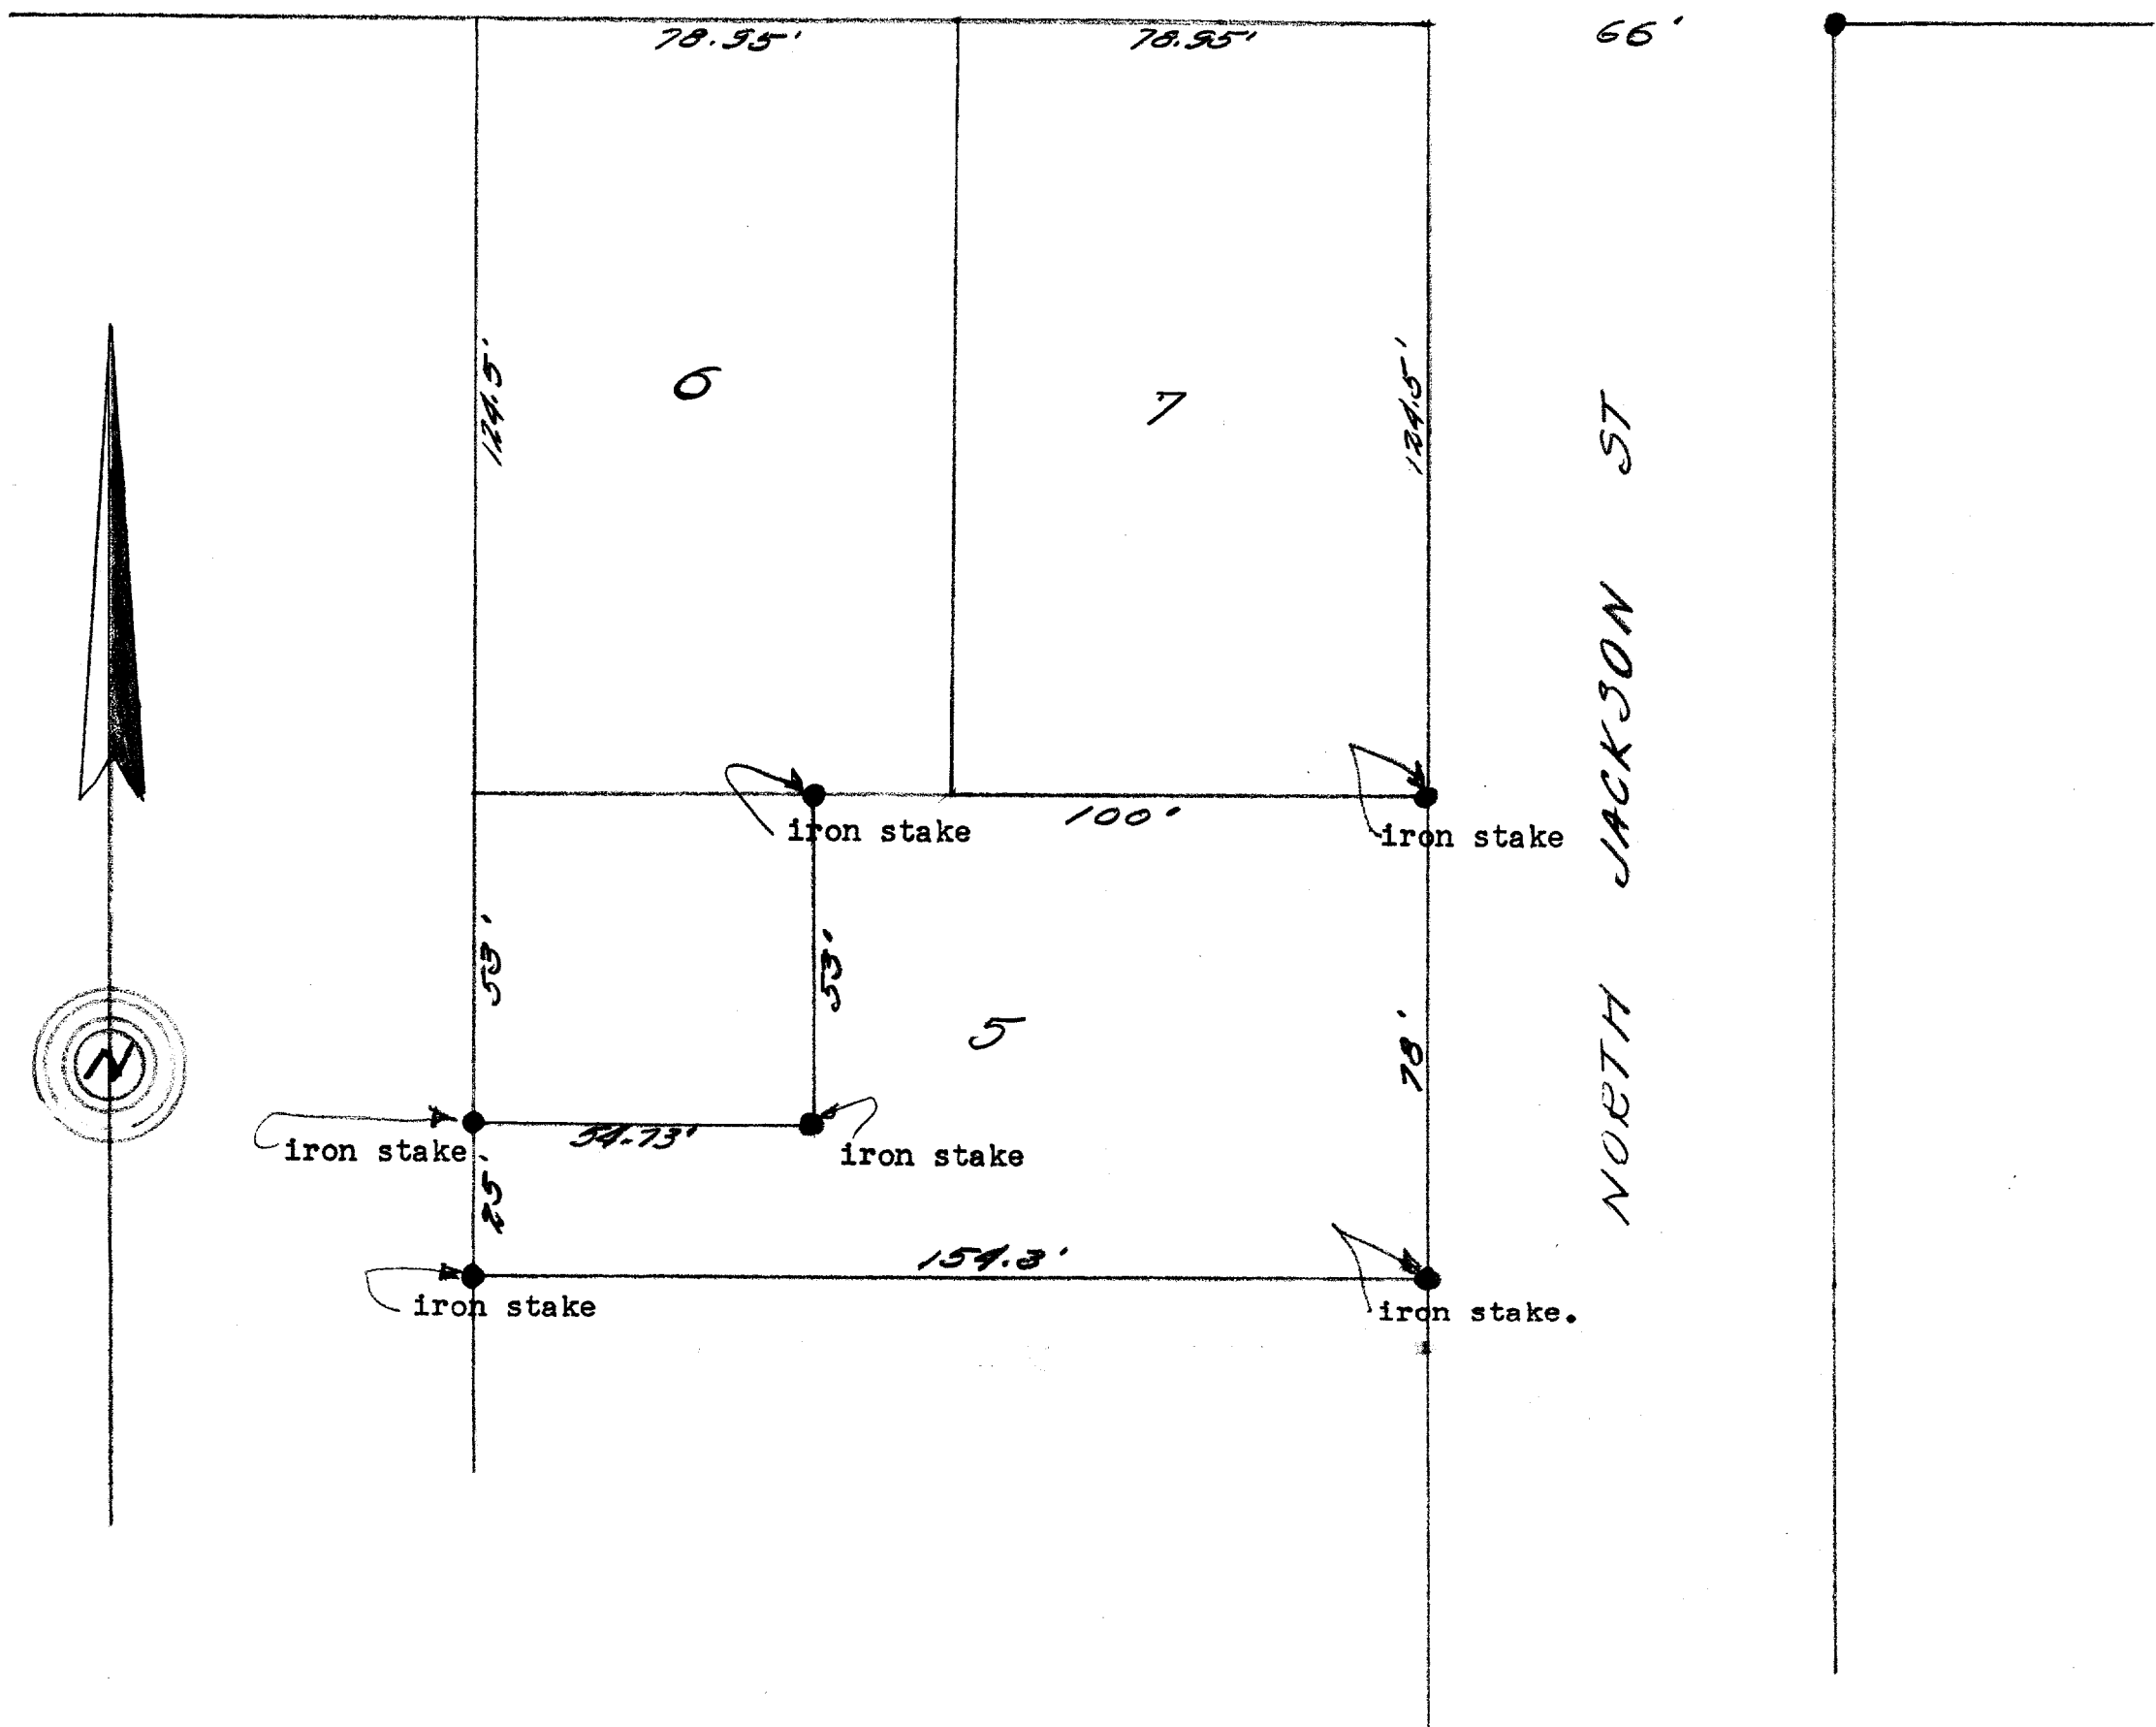 78.95'
78.95'
66'
124.5'
6
7
124.5'
NORTH JACKSON ST
iron stake
100'
iron stake
53'
53'
5
78'
N
iron stake
54.73'
iron stake
25'
154.3'
iron stake
iron stake.